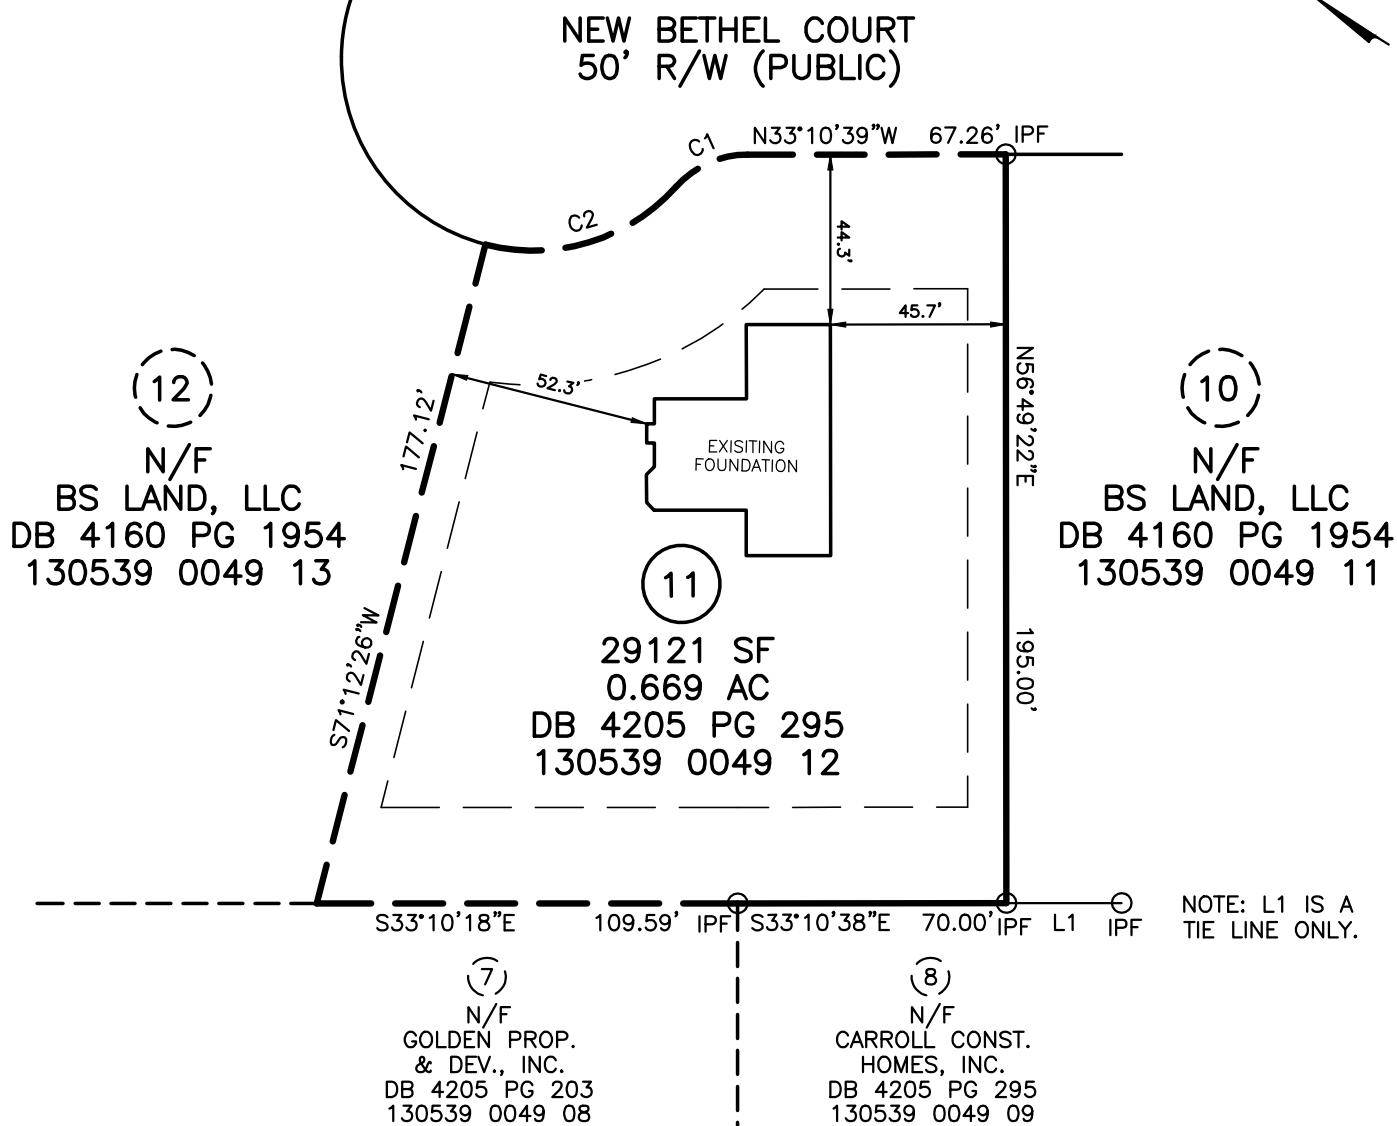 NEW BETHEL COURT
50' R/W (PUBLIC)
C1
N33°10'39"W 67.26' IPF
C2
44.3'
45.7'
52.3'
177.12'
S71°12'26"W
N56°49'22"E
195.00'
12
N/F
BS LAND, LLC
DB 4160 PG 1954
130539 0049 13
EXISITING
FOUNDATION
10
N/F
BS LAND, LLC
DB 4160 PG 1954
130539 0049 11
11
29121 SF
0.669 AC
DB 4205 PG 295
130539 0049 12
S33°10'18"E 109.59' IPF S33°10'38"E 70.00' IPF L1 IPF
NOTE: L1 IS A
TIE LINE ONLY.
7
N/F
GOLDEN PROP.
& DEV., INC.
DB 4205 PG 203
130539 0049 08
8
N/F
CARROLL CONST.
HOMES, INC.
DB 4205 PG 295
130539 0049 09